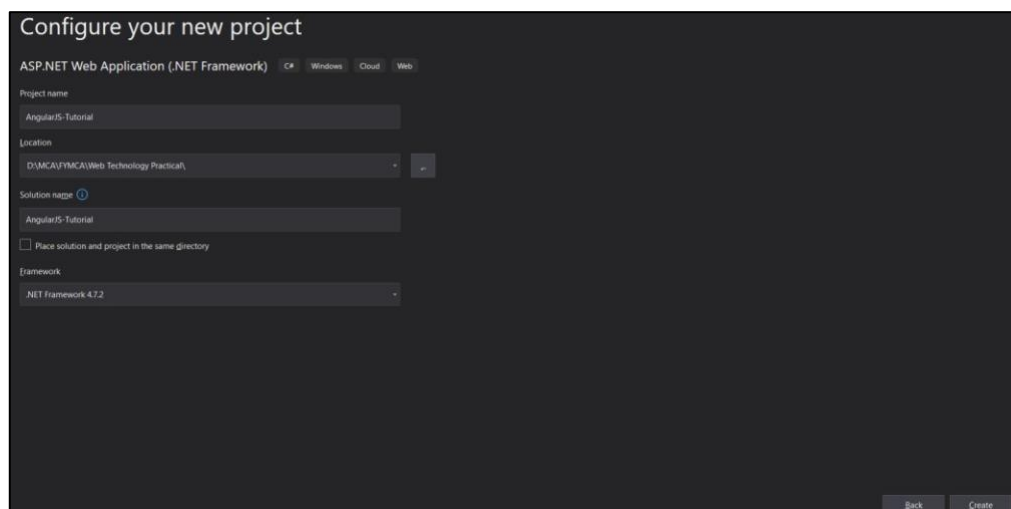 Configure your new project
ASP.NET Web Application (.NET Framework) C# Windows Cloud Web
Project name
AngularJS-Tutorial
Location
D:\MCA\FYMCA\Web Technology Practical\
...
Solution name
AngularJS-Tutorial
Place solution and project in the same directory
Framework
.NET Framework 4.7.2
Back Create